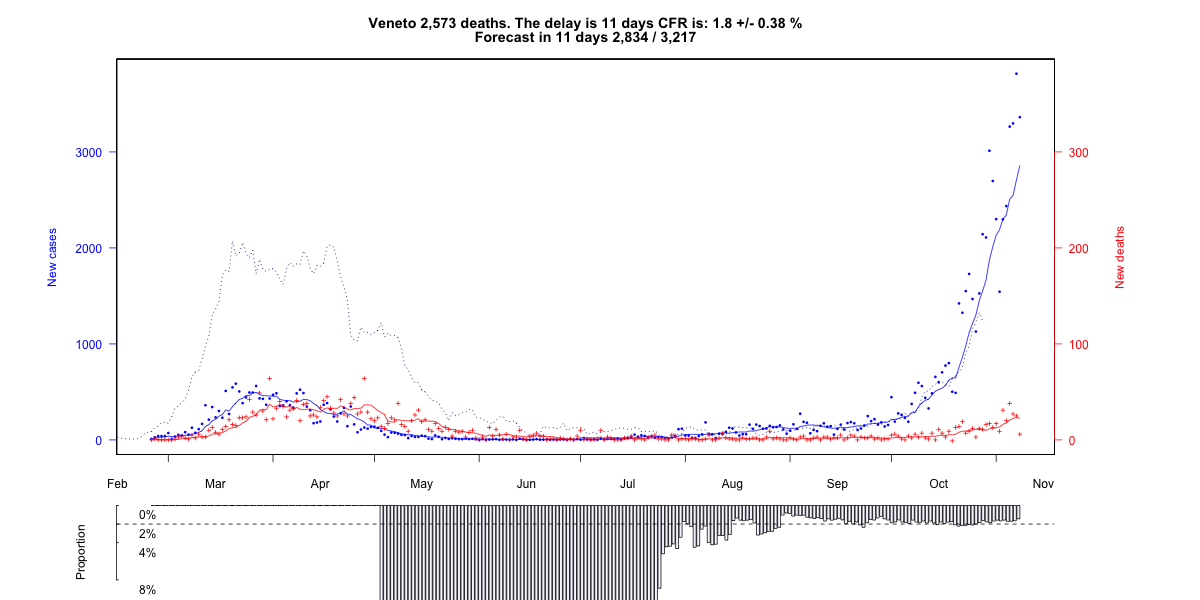 Veneto 2,573 deaths. The delay is 11 days CFR is: 1.8 +/- 0.38 %
Forecast in 11 days 2,834 / 3,217
New cases
3000
2000
1000
0
300
200
100
0
New deaths
Feb Mar Apr May Jun Jul Aug Sep Oct Nov
Proportion
0%
2%
4%
8%